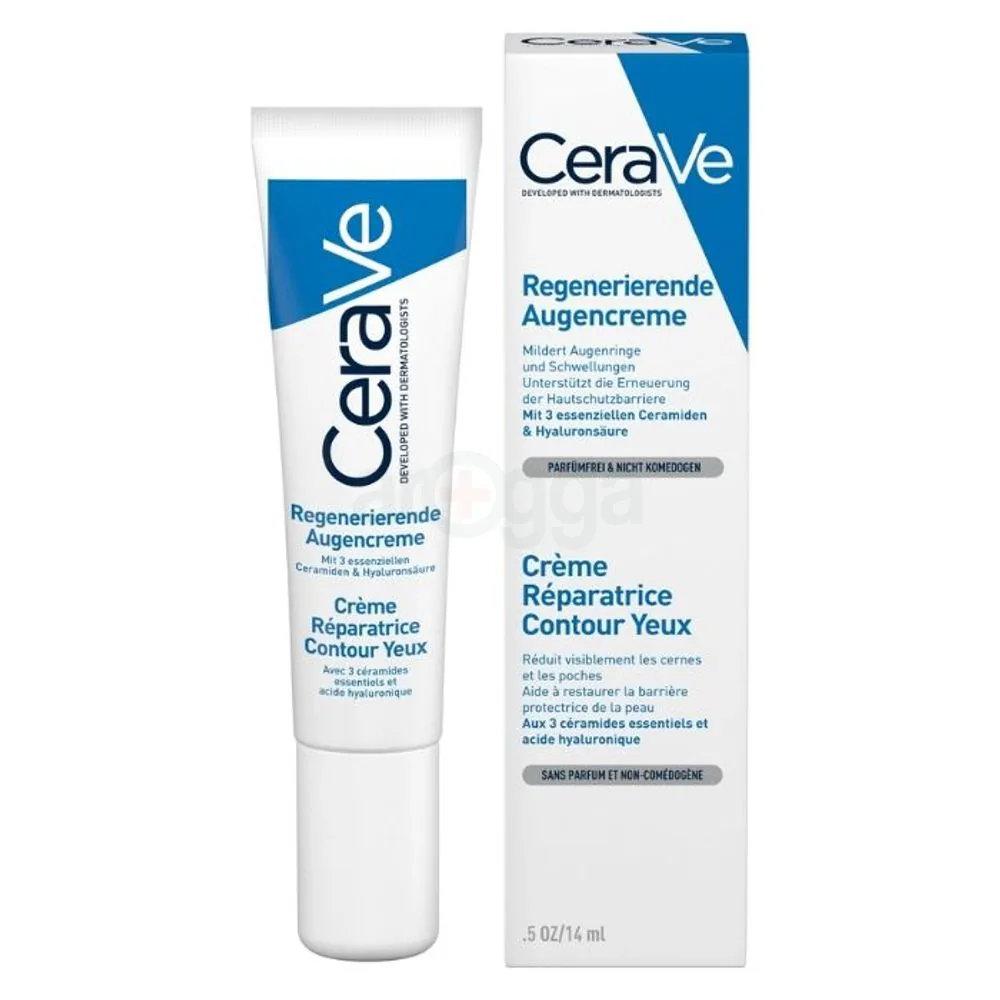 CeraVe
DEVELOPED WITH DERMATOLOGISTS
Regenerierende
Augencreme
Mit 3 essenziellen
Ceramiden & Hyaluronsäure
Crème
Réparatrice
Contour Yeux
Avec 3 céramides
essentiels et
acide hyaluronique
CeraVe
CeraVe
DEVELOPED WITH DERMATOLOGISTS
Regenerierende
Augencreme
Mildert Augenringe
und Schwellungen
Unterstützt die Erneuerung
der Hautschutzbarriere
Mit 3 essenziellen Ceramiden
& Hyaluronsäure
PARFÜMFREI & NICHT KOMEDOGEN
arogga
Crème
Réparatrice
Contour Yeux
Réduit visiblement les cernes
et les poches
Aide à restaurer la barrière
protectrice de la peau
Aux 3 céramides essentiels et
acide hyaluronique
SANS PARFUM ET NON-COMÉDOGÈNE
.5 OZ/14 ml